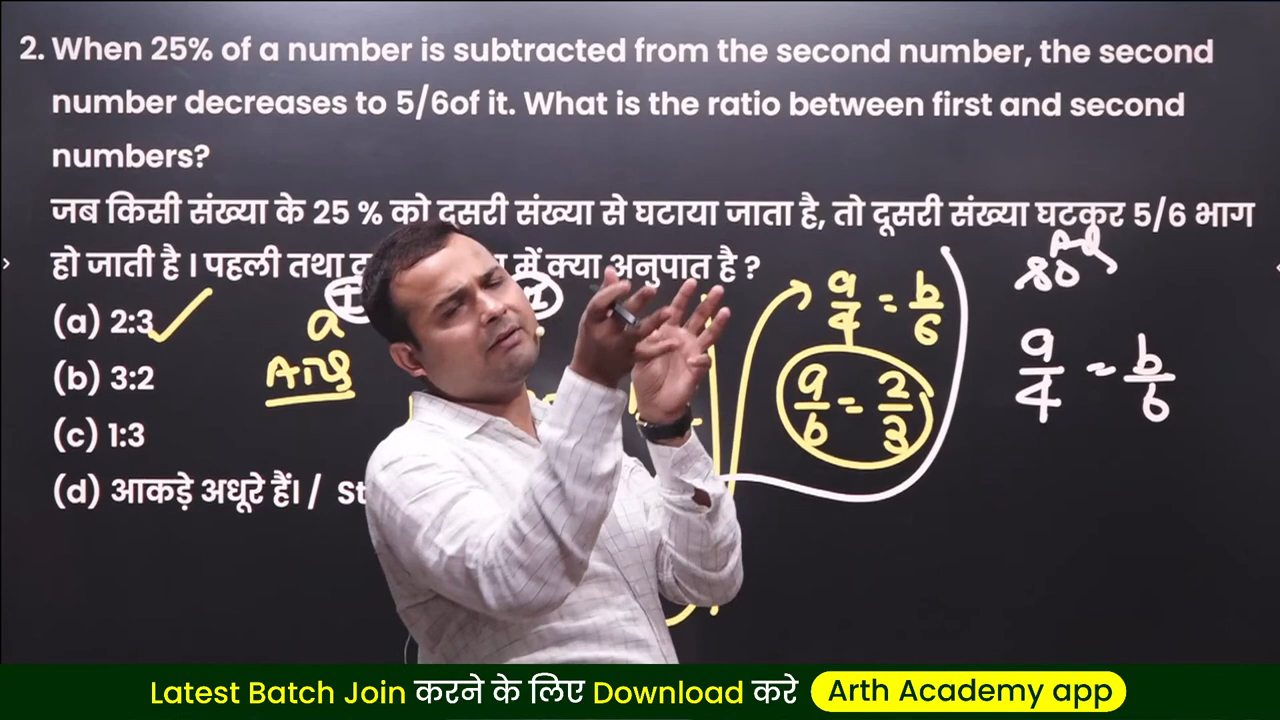 2. When 25% of a number is subtracted from the second number, the second
number decreases to 5/6of it. What is the ratio between first and second
numbers?
जब किसी संख्या के 25 % को दूसरी संख्या से घटाया जाता है, तो दूसरी संख्या घटकर 5/6 भाग
हो जाती है । पहली तथा में क्या अनुपात है ?
(a) 2:3
(b) 3:2
(c) 1:3
(d) आकड़े अधूरे हैं। / St
a
a/4 = b/6
a/b = 2/3
a/4 = b/6
Latest Batch Join करने के लिए Download करे Arth Academy app